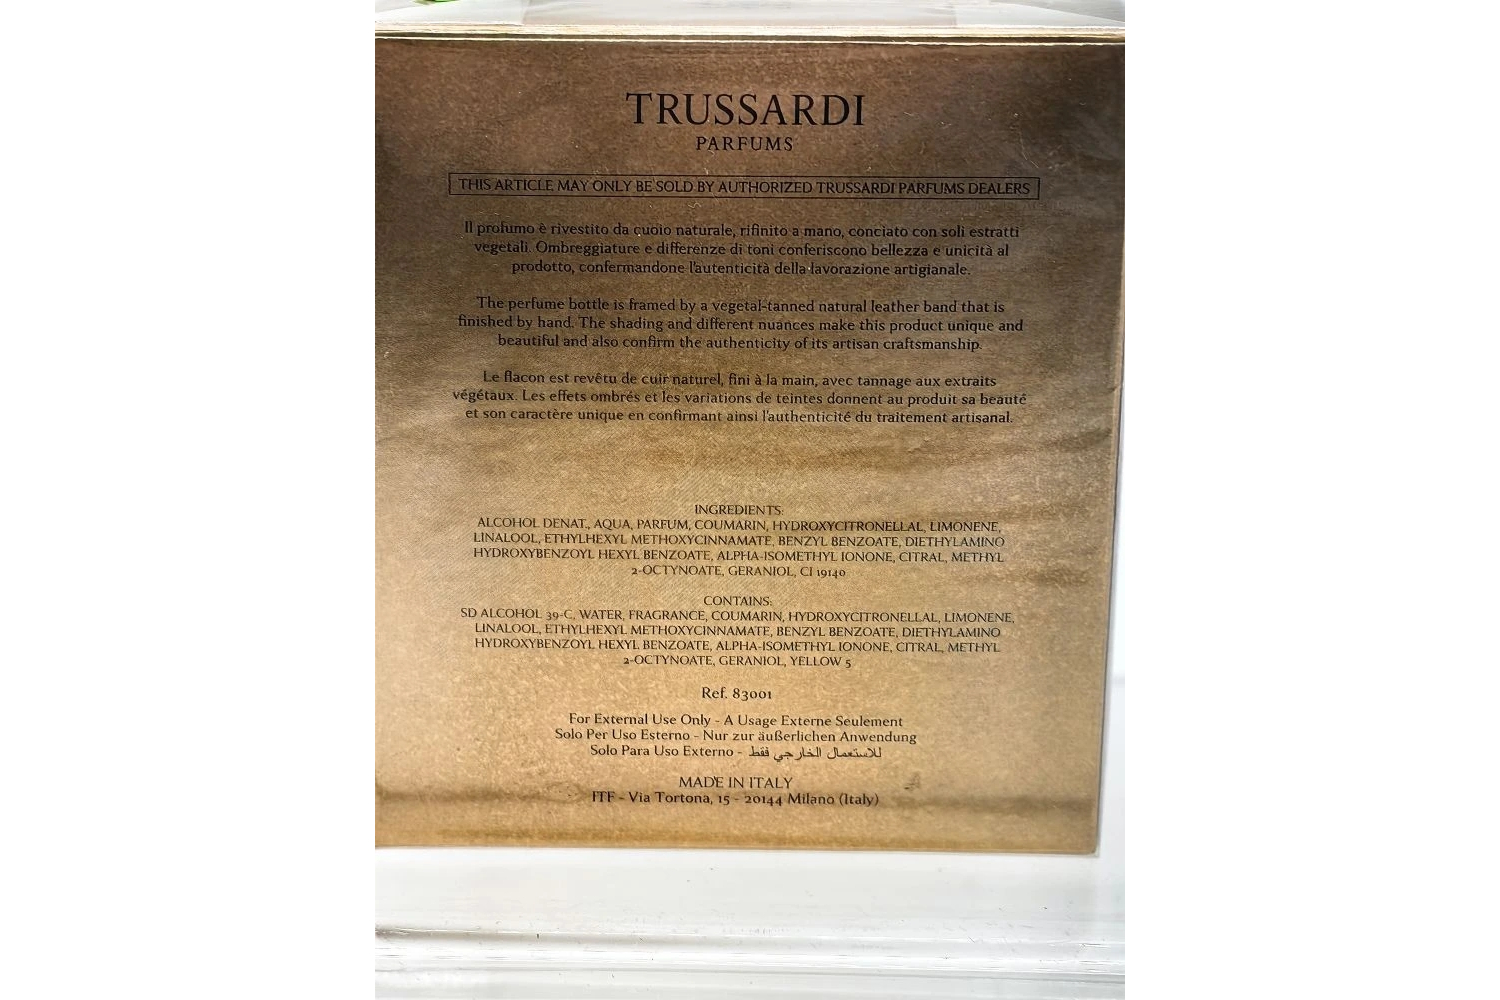 TRUSSARDI
PARFUMS
THIS ARTICLE MAY ONLY BE SOLD BY AUTHORIZED TRUSSARDI PARFUMS DEALERS
Il profumo è rivestito da cuoio naturale, rifinito a mano, conciato con soli estratti
vegetali. Ombreggiature e differenze di toni conferiscono bellezza e unicità al
prodotto, confermandone l'autenticità della lavorazione artigianale.
The perfume bottle is framed by a vegetal-tanned natural leather band that is
finished by hand. The shading and different nuances make this product unique and
beautiful and also confirm the authenticity of its artisan craftsmanship.
Le flacon est revêtu de cuir naturel, fini à la main, avec tannage aux extraits
végétaux. Les effets ombrés et les variations de teintes donnent au produit sa beauté
et son caractère unique en confirmant ainsi l'authenticité du traitement artisanal.
INGREDIENTS:
ALCOHOL DENAT., AQUA, PARFUM, COUMARIN, HYDROXYCITRONELLAL, LIMONENE,
LINALOOL, ETHYLHEXYL METHOXYCINNAMATE, BENZYL BENZOATE, DIETHYLAMINO
HYDROXYBENZOYL HEXYL BENZOATE, ALPHA-ISOMETHYL IONONE, CITRAL, METHYL
2-OCTYNOATE, GERANIOL, CI 19140
CONTAINS:
SD ALCOHOL 39-C, WATER, FRAGRANCE, COUMARIN, HYDROXYCITRONELLAL, LIMONENE,
LINALOOL, ETHYLHEXYL METHOXYCINNAMATE, BENZYL BENZOATE, DIETHYLAMINO
HYDROXYBENZOYL HEXYL BENZOATE, ALPHA-ISOMETHYL IONONE, CITRAL, METHYL
2-OCTYNOATE, GERANIOL, YELLOW 5
Ref. 83001
For External Use Only - A Usage Externe Seulement
Solo Per Uso Esterno - Nur zur äußerlichen Anwendung
Solo Para Uso Externo - للاستعمال الخارجي فقط
MADE IN ITALY
ITF - Via Tortona, 15 - 20144 Milano (Italy)